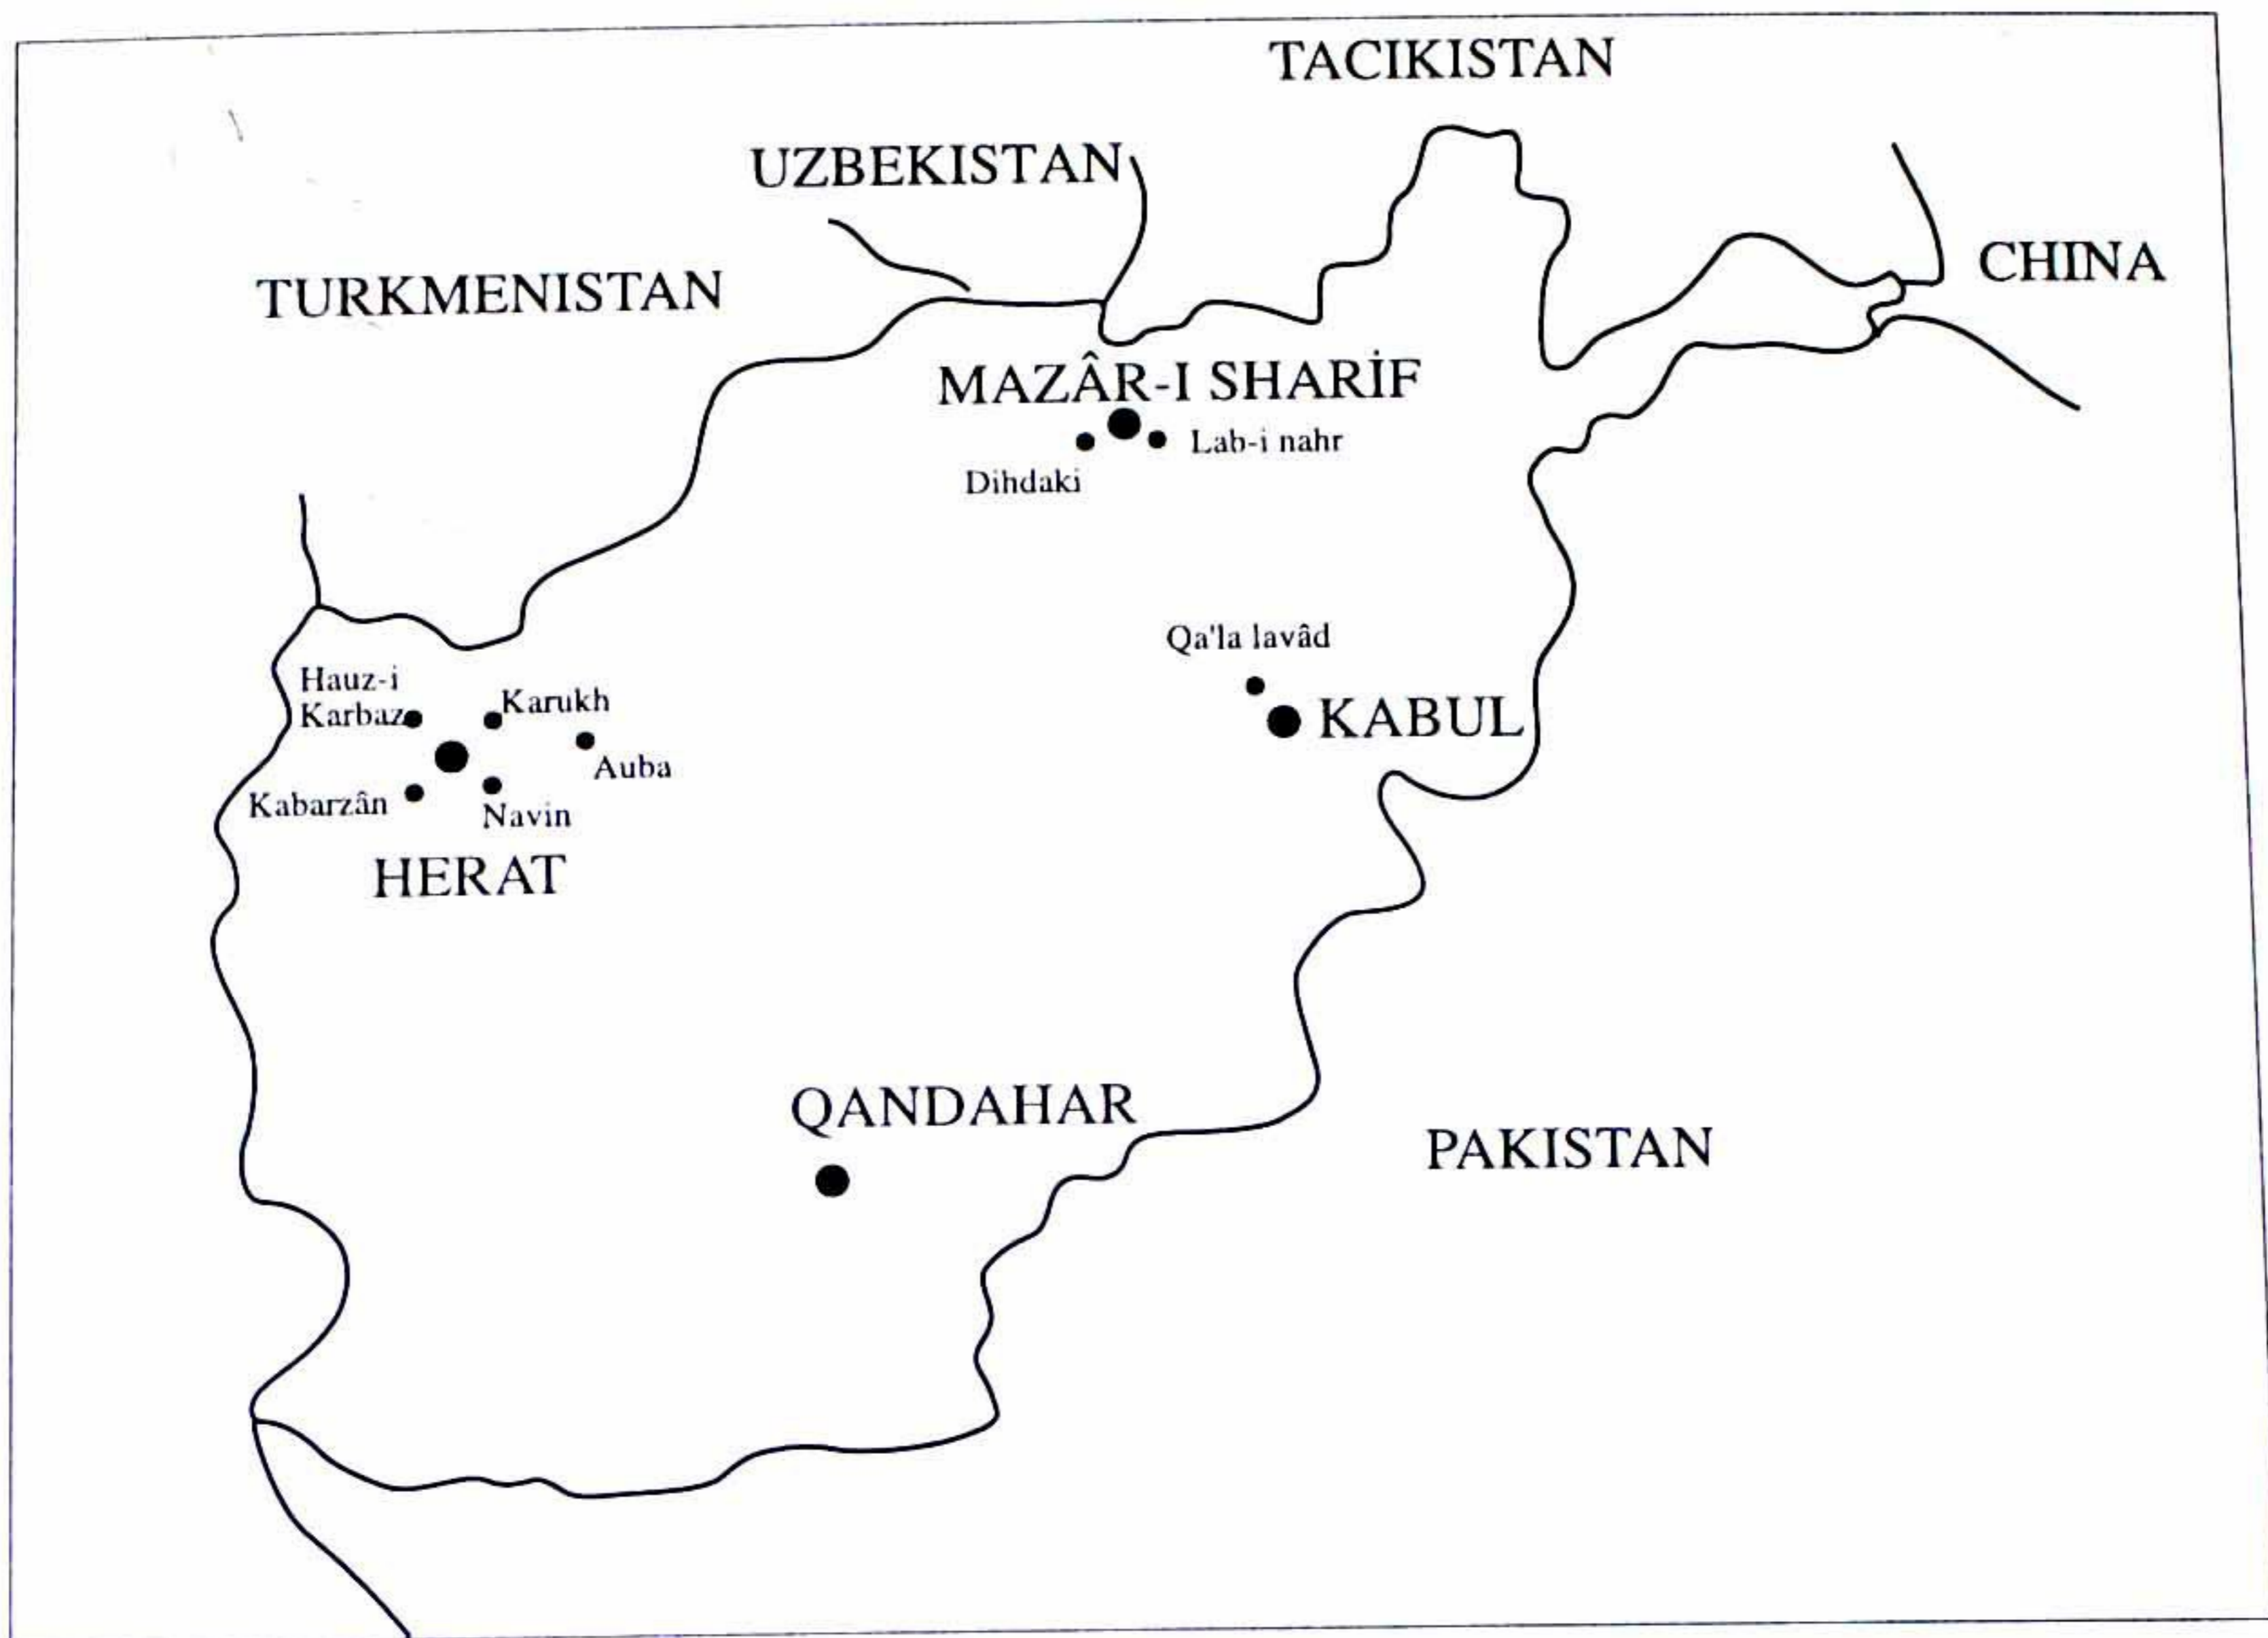 TACIKISTAN
UZBEKISTAN
TURKMENISTAN
CHINA
MAZÂR-I SHARİF
Lab-i nahr
Dihdaki
Qa'la lavâd
KABUL
Hauz-i
Karbaz
Karukh
Auba
Kabarzân
Navin
HERAT
QANDAHAR
PAKISTAN